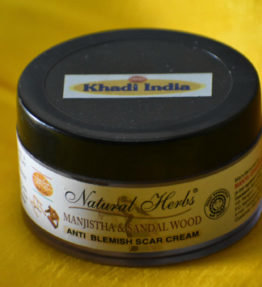 Khadi India
Natural Herbs®
MANJISTHA & SANDAL WOOD
ANTI BLEMISH SCAR CREAM